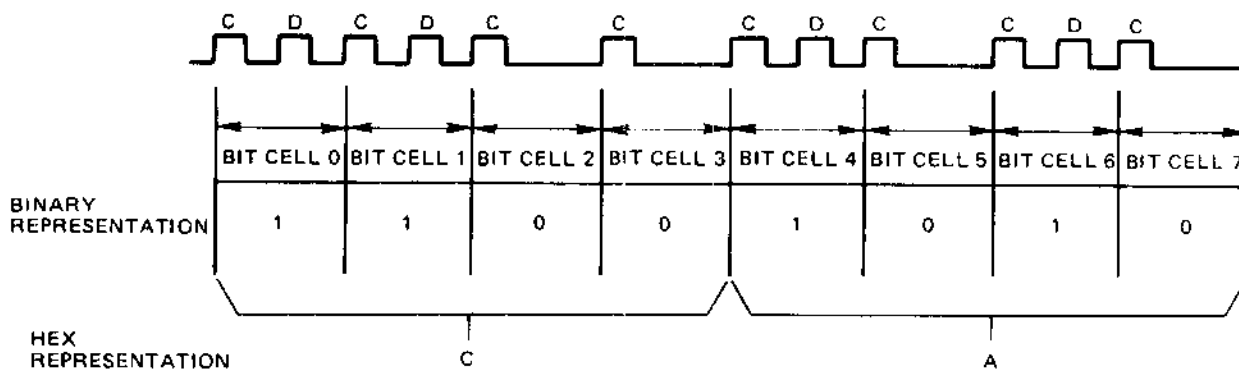 C D C D C C C D C C D C
BIT CELL 0 BIT CELL 1 BIT CELL 2 BIT CELL 3 BIT CELL 4 BIT CELL 5 BIT CELL 6 BIT CELL 7
BINARY
REPRESENTATION 1 1 0 0 1 0 1 0
HEX
REPRESENTATION C A